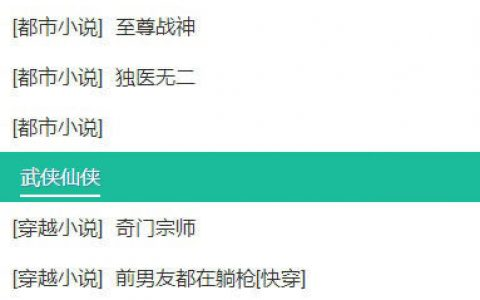 [都市小说] 至尊战神
[都市小说] 独医无二
[都市小说]
武侠仙侠
[穿越小说] 奇门宗师
[穿越小说] 前男友都在躺枪[快穿]